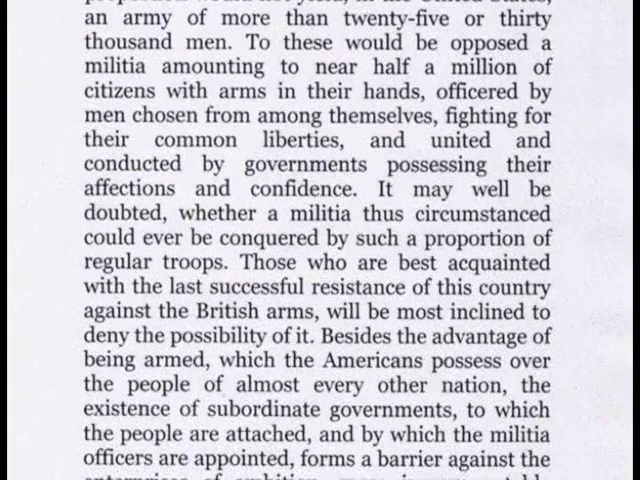 an army of more than twenty-five or thirty
thousand men. To these would be opposed a
militia amounting to near half a million of
citizens with arms in their hands, officered by
men chosen from among themselves, fighting for
their common liberties, and united and
conducted by governments possessing their
affections and confidence. It may well be
doubted, whether a militia thus circumstanced
could ever be conquered by such a proportion of
regular troops. Those who are best acquainted
with the last successful resistance of this country
against the British arms, will be most inclined to
deny the possibility of it. Besides the advantage of
being armed, which the Americans possess over
the people of almost every other nation, the
existence of subordinate governments, to which
the people are attached, and by which the militia
officers are appointed, forms a barrier against the